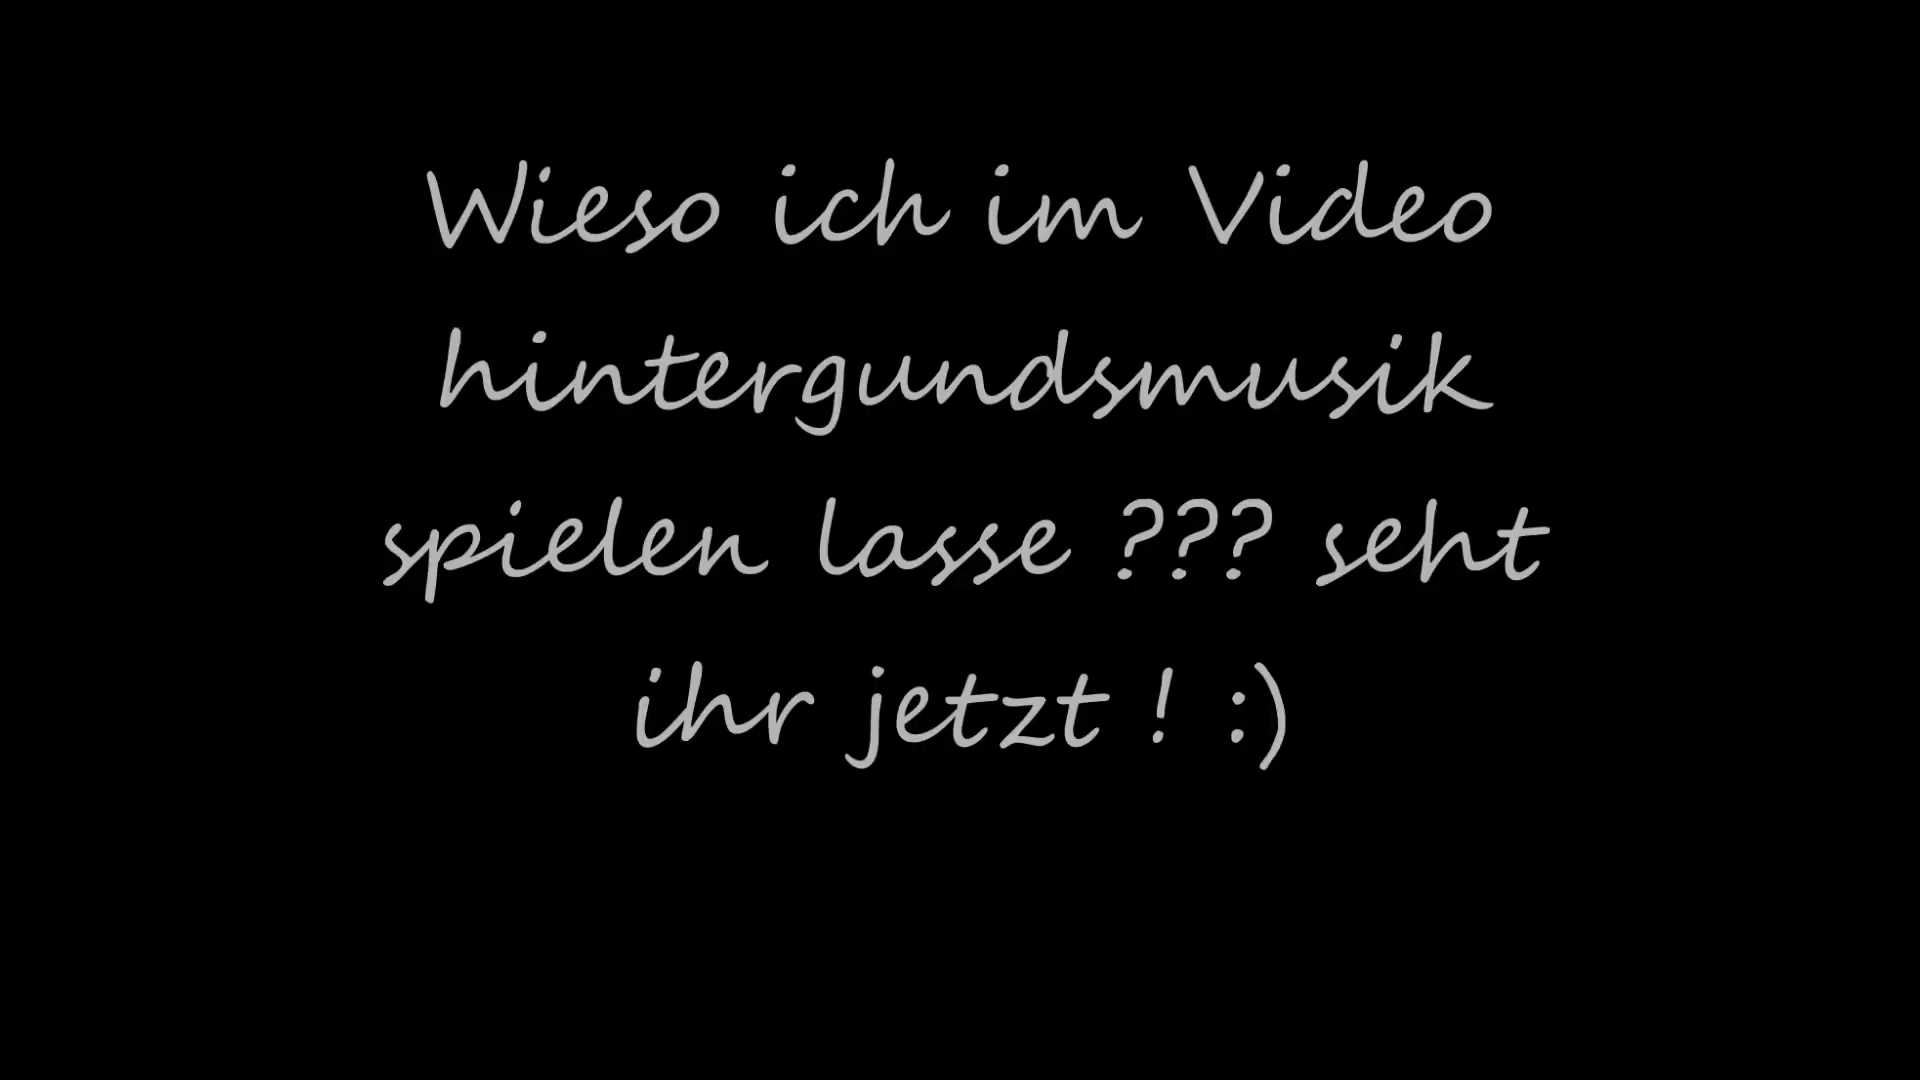 Wieso ich im Video
hintergundsmusik
spielen lasse ??? seht
ihr jetzt ! :)